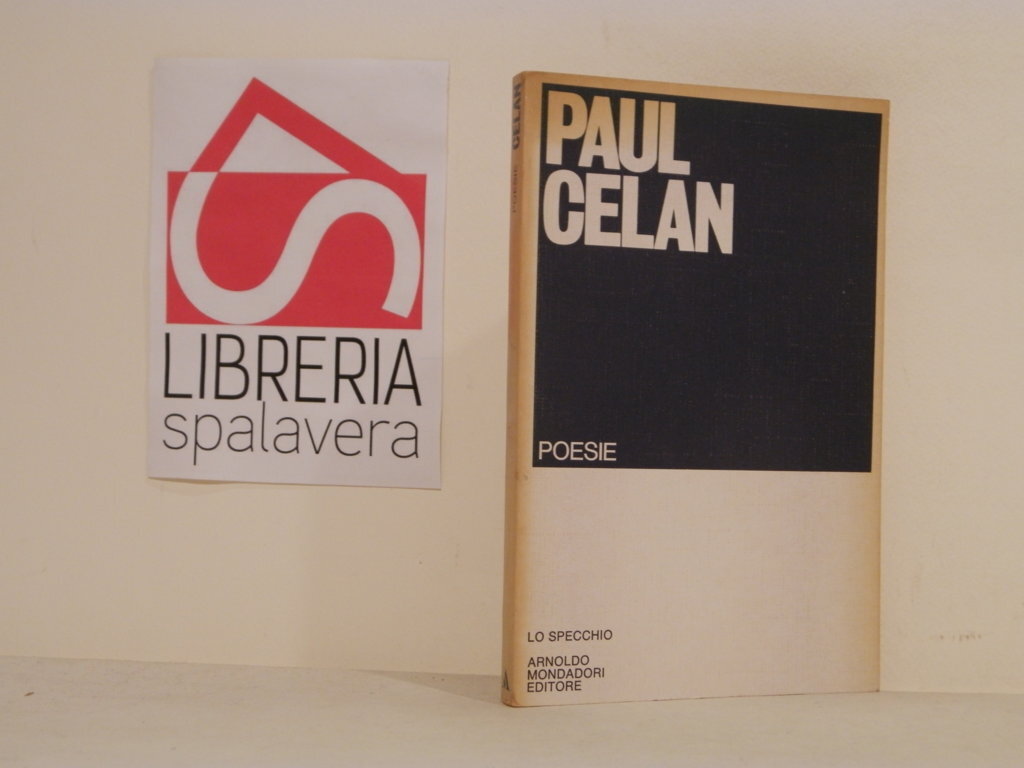 LIBRERIA
spalavera
POESIE CELAN
PAUL
CELAN
POESIE
LO SPECCHIO
ARNOLDO
MONDADORI
EDITORE